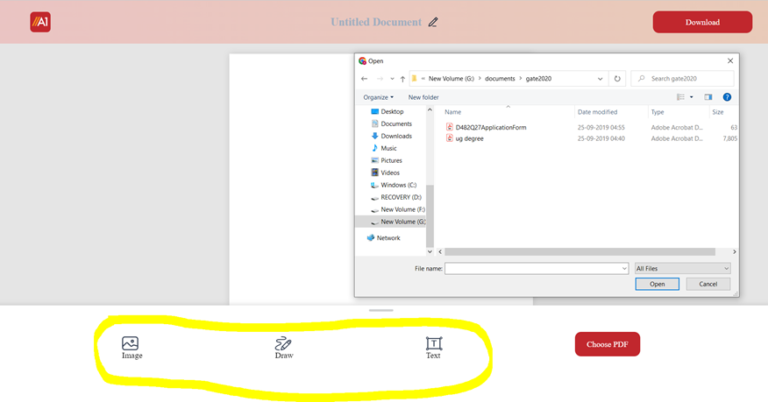 //A1
Untitled Document
Download
Open
New Volume (G:) > documents > gate2020
Search gate2020
Organize
New folder
Desktop
Documents
Downloads
Music
Pictures
Videos
Windows (C:)
RECOVERY (D:)
New Volume (F:)
New Volume (G:
Network
Name
Date modified
Type
Size
D482Q27ApplicationForm
25-09-2019 04:55
Adobe Acrobat D...
63
ug degree
25-09-2019 04:40
Adobe Acrobat D...
7,805
File name:
All Files
Open
Cancel
Image
Draw
Text
Choose PDF